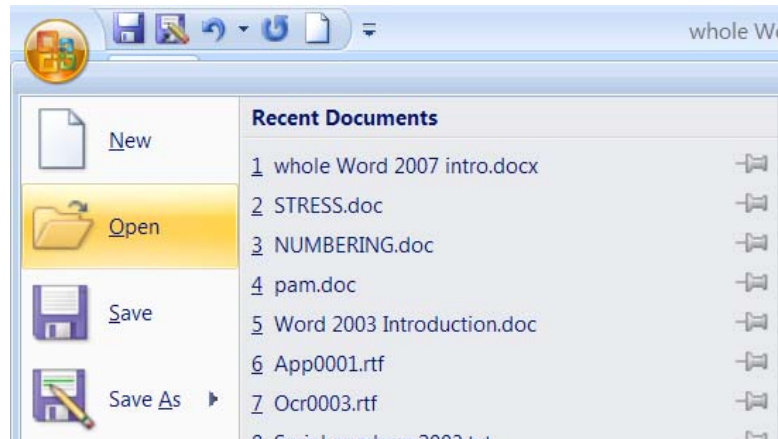 whole
New
Open
Save
Save As
Recent Documents
1 whole Word 2007 intro.docx
2 STRESS.doc
3 NUMBERING.doc
4 pam.doc
5 Word 2003 Introduction.doc
6 App0001.rtf
7 Ocr0003.rtf